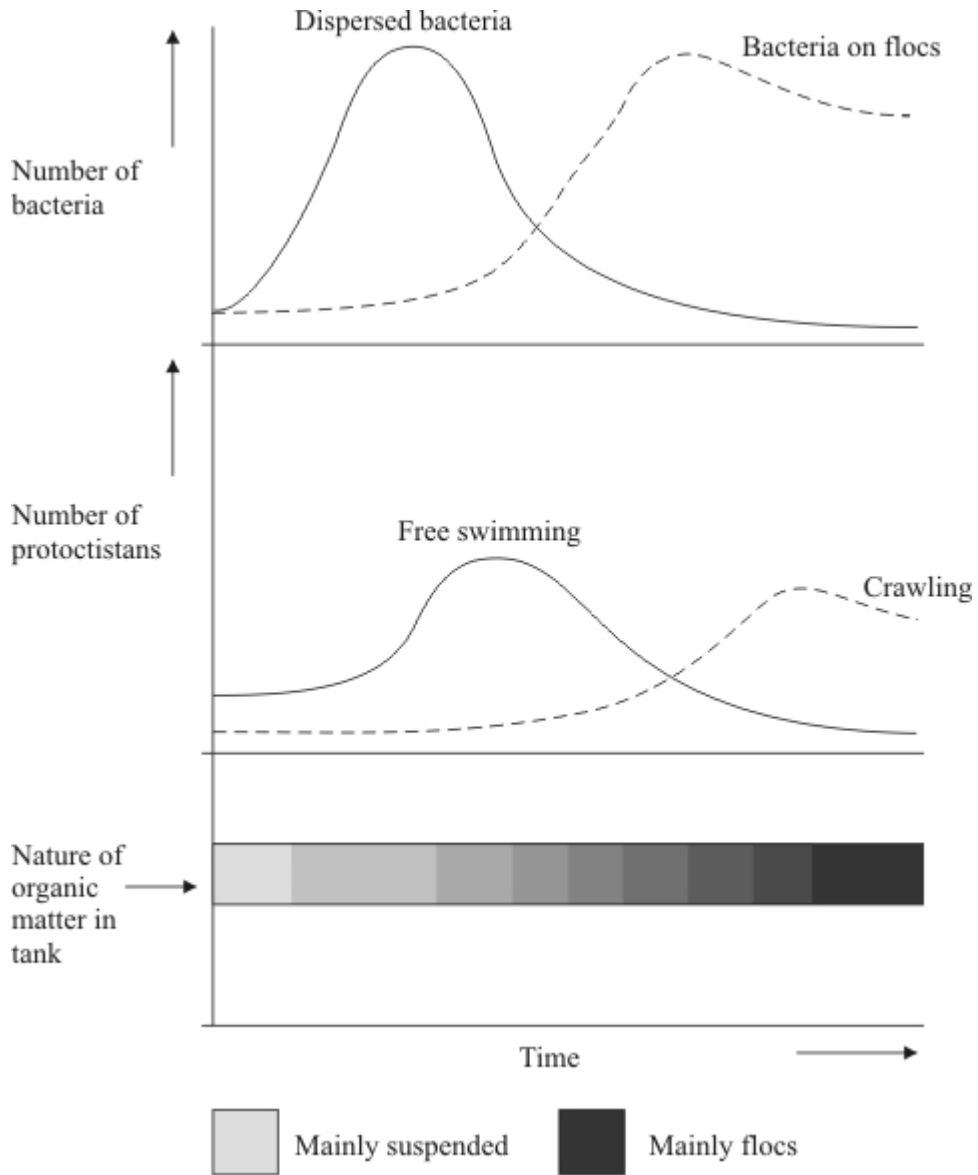 Dispersed bacteria
Bacteria on flocs
Number of
bacteria
Number of
protoctistans
Free swimming
Crawling
Nature of
organic
matter in
tank
Time
Mainly suspended
Mainly flocs